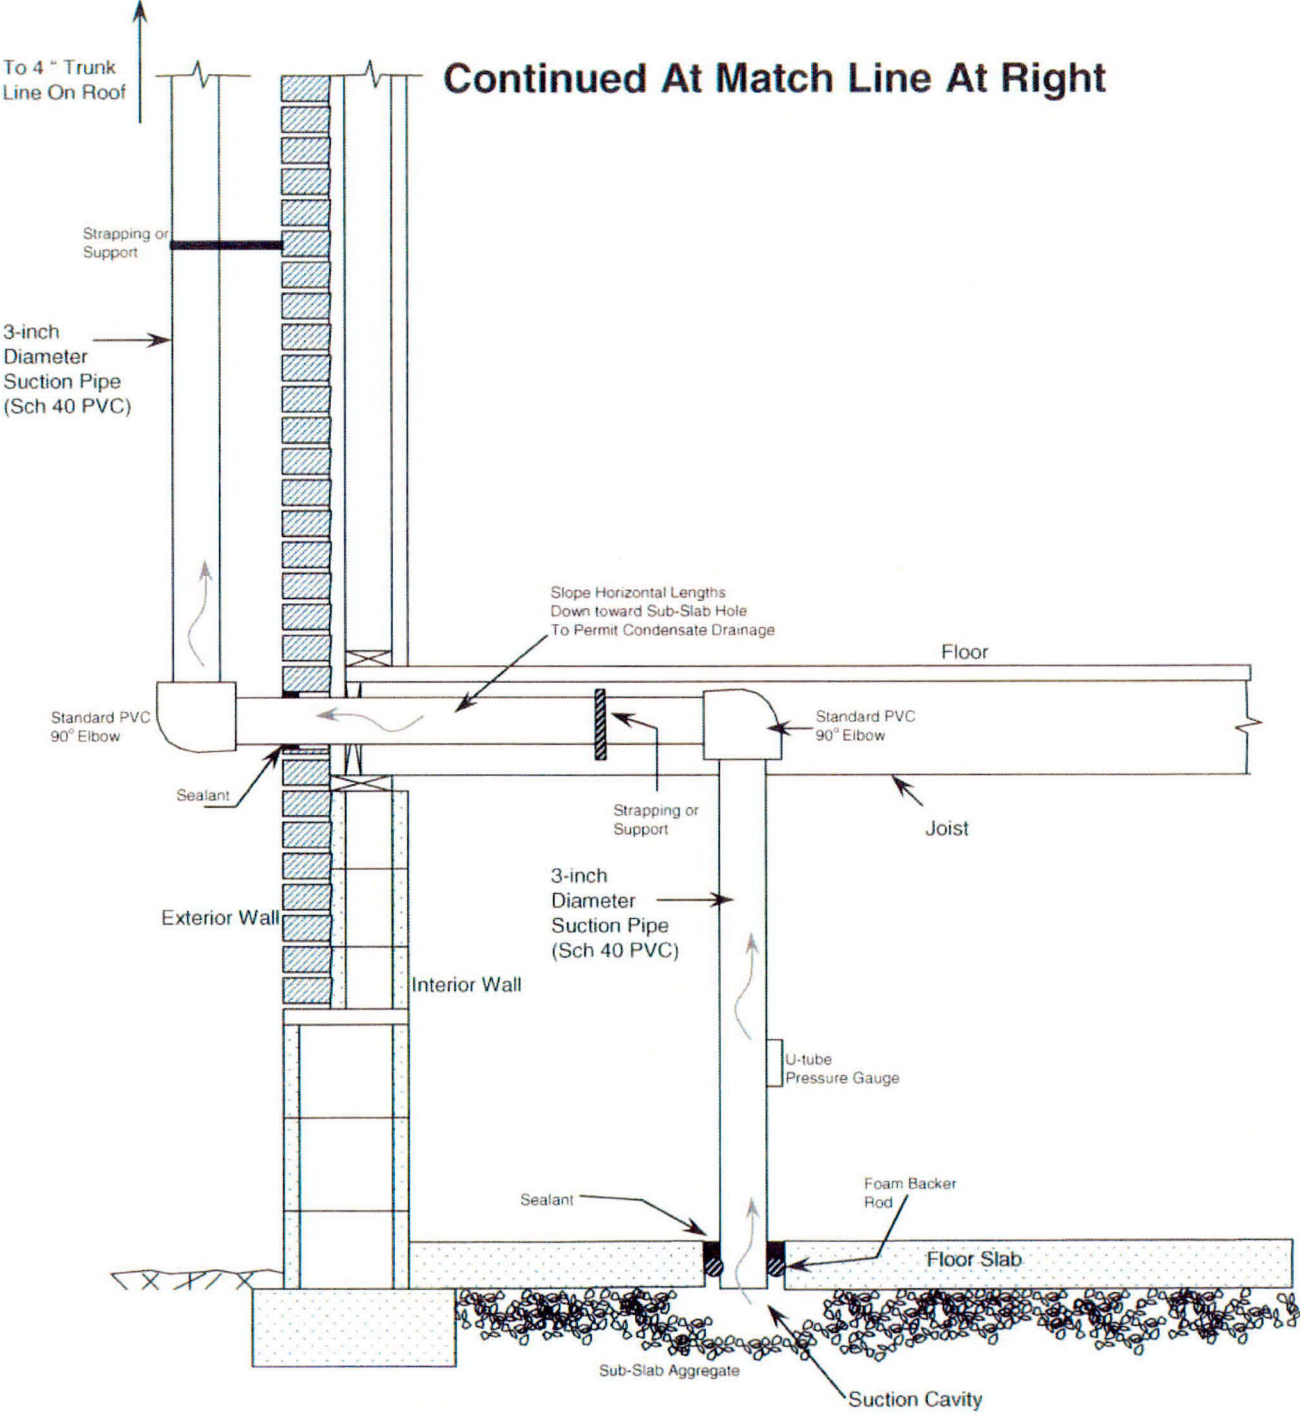 To 4 " Trunk
Line On Roof
Continued At Match Line At Right
Strapping or
Support
3-inch
Diameter
Suction Pipe
(Sch 40 PVC)
Slope Horizontal Lengths
Down toward Sub-Slab Hole
To Permit Condensate Drainage
Floor
Standard PVC
90° Elbow
Standard PVC
90° Elbow
Sealant
Strapping or
Support
Joist
3-inch
Diameter
Suction Pipe
(Sch 40 PVC)
Exterior Wall
Interior Wall
U-tube
Pressure Gauge
Sealant
Foam Backer
Rod
Floor Slab
Sub-Slab Aggregate
Suction Cavity